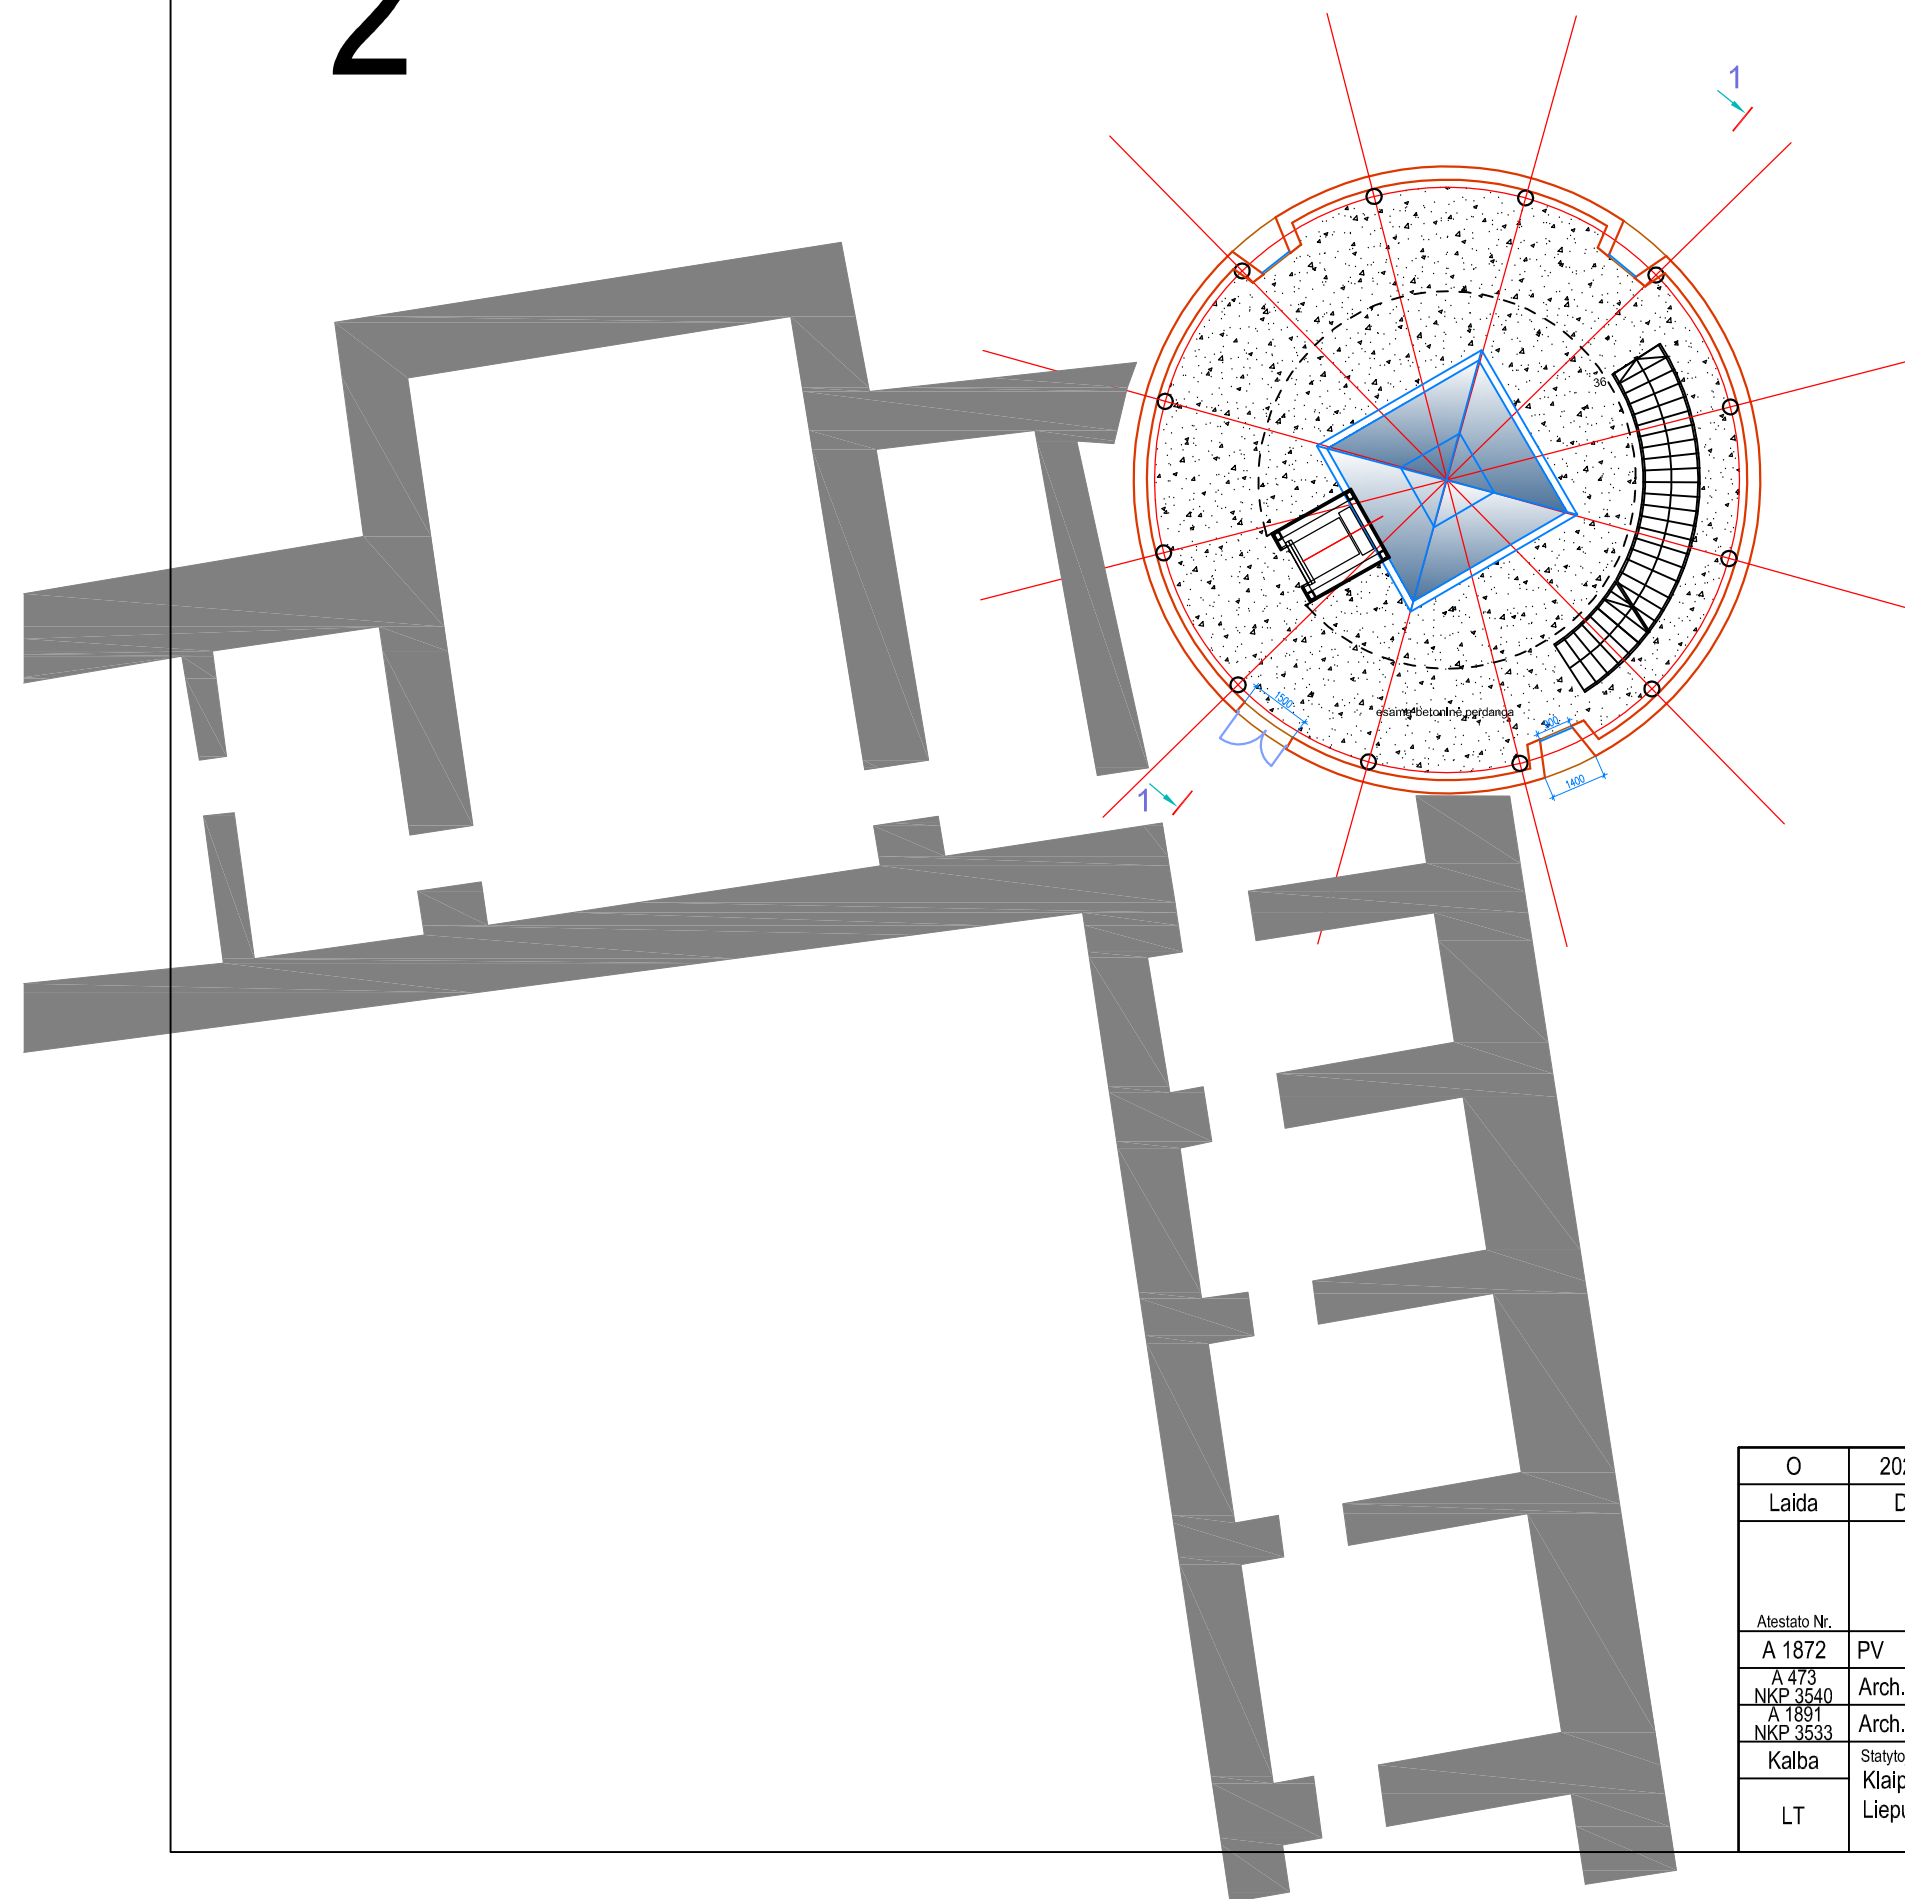 2
1
36
1500
esame betoninė perdanga
900
1400
1
O
Laida
Atestato Nr.
A 1872 PV
A 473
NKP 3540 Arch.
A 1891
NKP 3533 Arch.
Kalba
LT